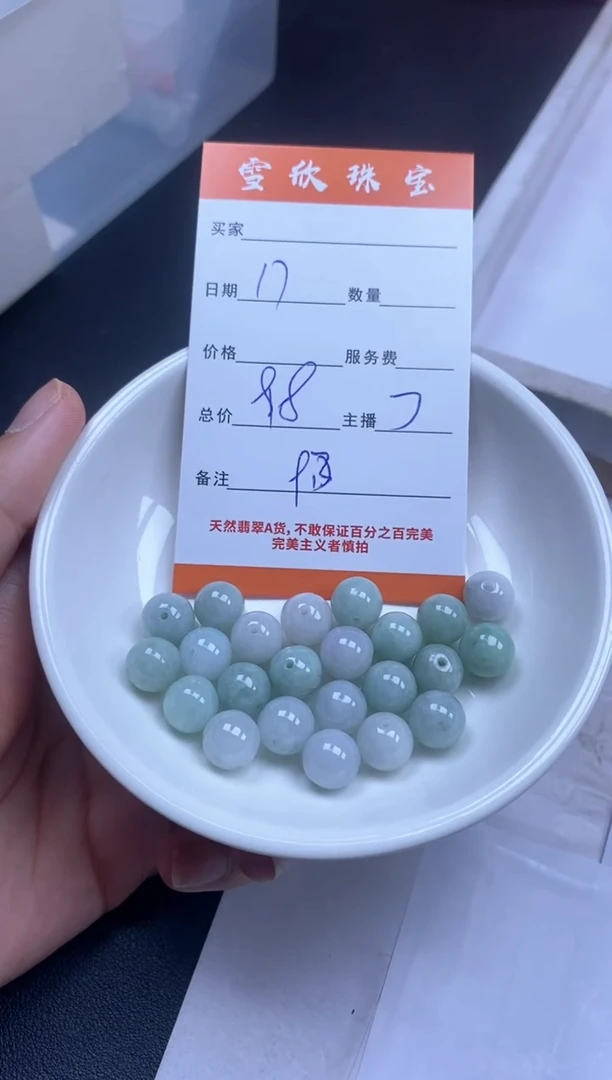 雪欣珠宝
买家
日期 17 数量
价格 服务费
总价 98 主播
备注
天然翡翠A货，不敢保证百分之百完美
完美主义者慎拍